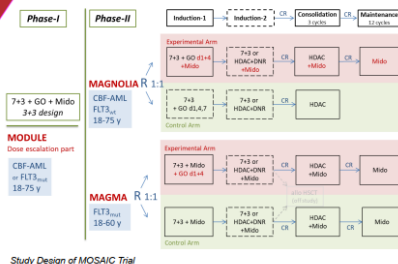 Phase-I
Phase-II
Induction-1
Induction-2
CR
Consolidation
3 cycles
CR
Maintenance
12 cycles
7+3 + GO + Mido
3+3 design
MODULE
Dose escalation part
CBF-AML
or FLT3mut
18-75 y
MAGNOLIA
R 1:1
CBF-AML
FLT3wt
18-75 y
Experimental Arm
7+3 + GO d1+4
+Mido
7+3 or
HDAC+DNR
+Mido
CR
HDAC
+Mido
CR
Mido
7+3
+ GO d1,4,7
7+3 or
HDAC+DNR
CR
HDAC
Control Arm
MAGMA
R 1:1
FLT3mut
18-60 y
Experimental Arm
7+3 + Mido
+ GO d1+4
7+3 or
HDAC+DNR
+Mido
CR
HDAC
+Mido
CR
Mido
7+3 + Mido
7+3 or
HDAC+DNR
+Mido
CR
HDAC
+Mido
CR
Mido
Control Arm
Study Design of MOSAIC Trial